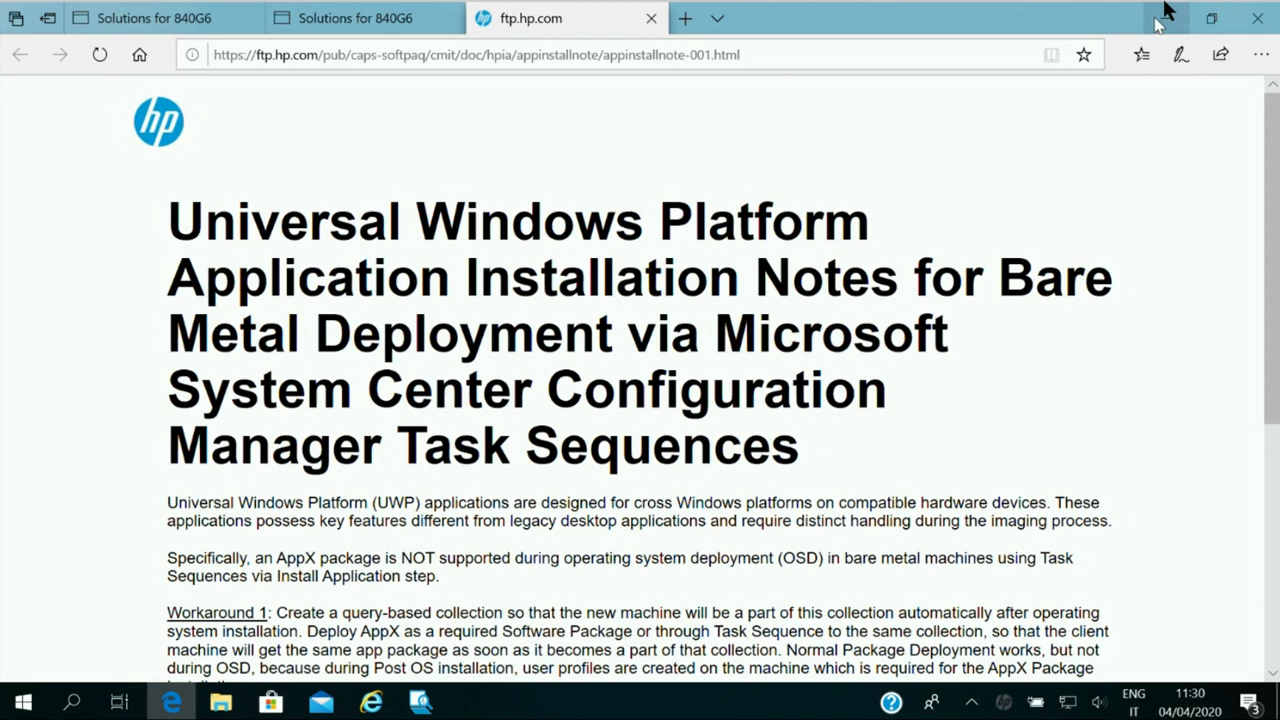 Solutions for 840G6
Solutions for 840G6
ftp.hp.com
https://ftp.hp.com/pub/caps-softpaq/cmit/doc/hpia/appinstallnote/appinstallnote-001.html
hp
Universal Windows Platform
Application Installation Notes for Bare
Metal Deployment via Microsoft
System Center Configuration
Manager Task Sequences
Universal Windows Platform (UWP) applications are designed for cross Windows platforms on compatible hardware devices. These
applications possess key features different from legacy desktop applications and require distinct handling during the imaging process.
Specifically, an AppX package is NOT supported during operating system deployment (OSD) in bare metal machines using Task
Sequences via Install Application step.
Workaround 1: Create a query-based collection so that the new machine will be a part of this collection automatically after operating
system installation. Deploy AppX as a required Software Package or through Task Sequence to the same collection, so that the client
machine will get the same app package as soon as it becomes a part of that collection. Normal Package Deployment works, but not
during OSD, because during Post OS installation, user profiles are created on the machine which is required for the AppX Package
ENG
IT
11:30
04/04/2020
3